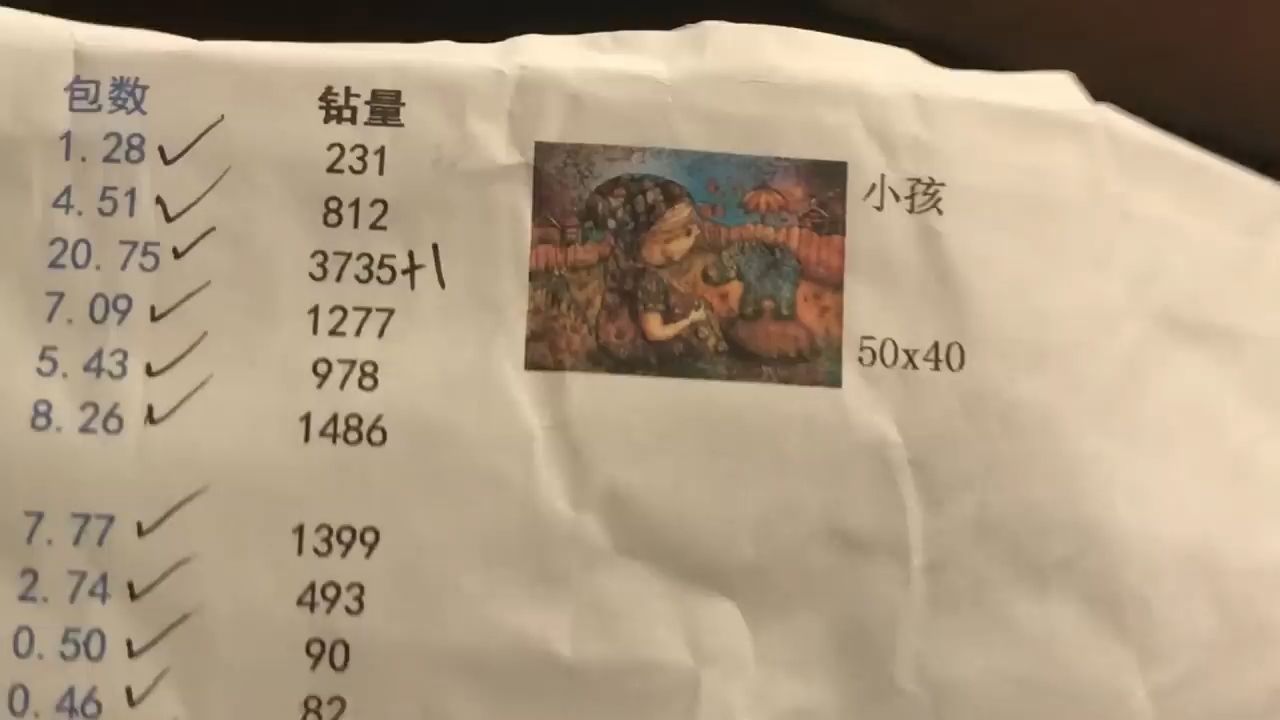 包数 钻量
1.28 ✓ 231
4.51 ✓ 812
20.75 ✓ 3735+1
7.09 ✓ 1277
5.43 ✓ 978
8.26 ✓ 1486
7.77 ✓ 1399
2.74 ✓ 493
0.50 ✓ 90
0.46 ✓ 82
小孩
50x40